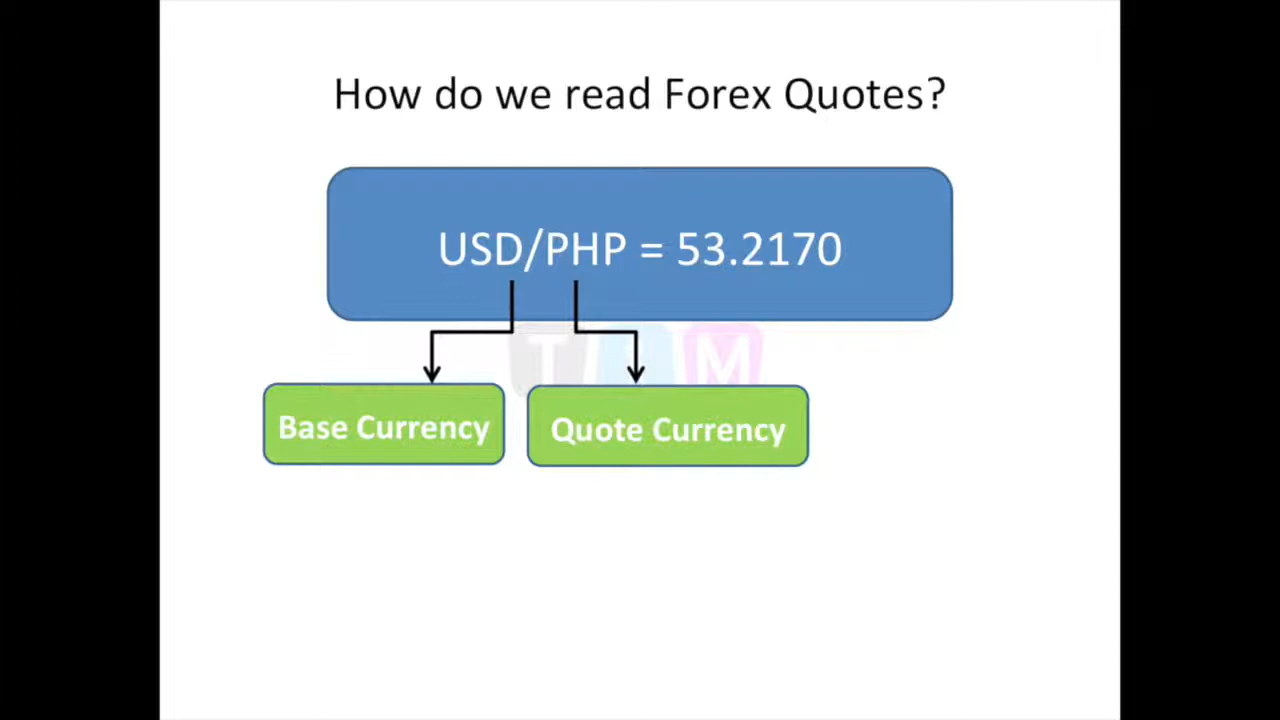 How do we read Forex Quotes?
USD/PHP = 53.2170
T
M
Base Currency
Quote Currency